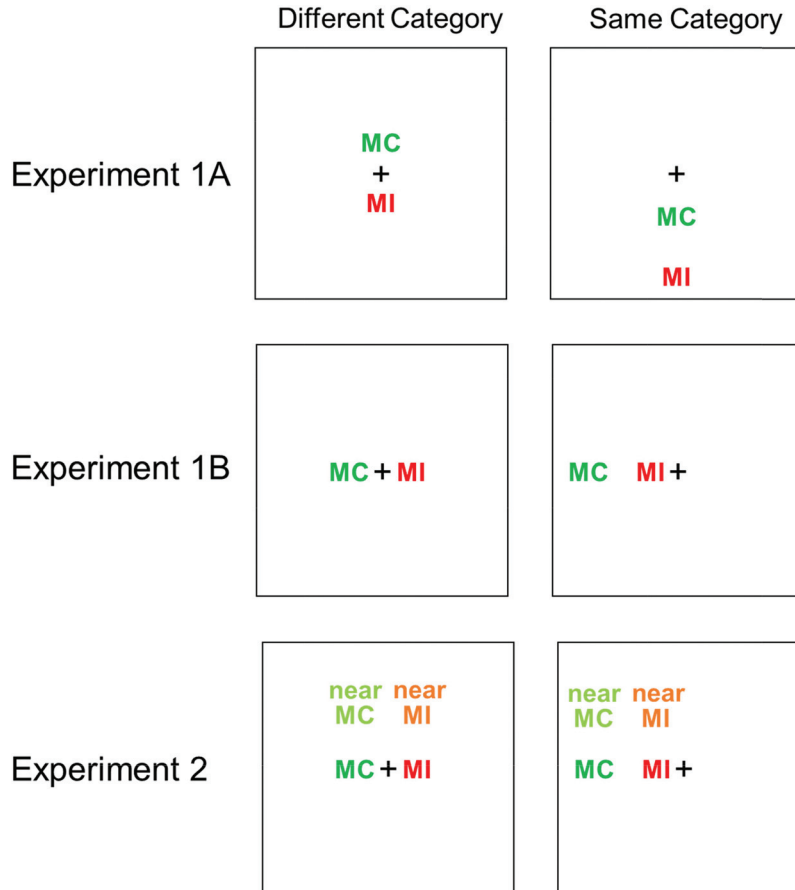 Different Category Same Category
Experiment 1A
MC
+
MI
+
MC
MI
Experiment 1B
MC + MI
MC MI +
Experiment 2
near near
MC MI
MC + MI
near near
MC MI
MC MI +